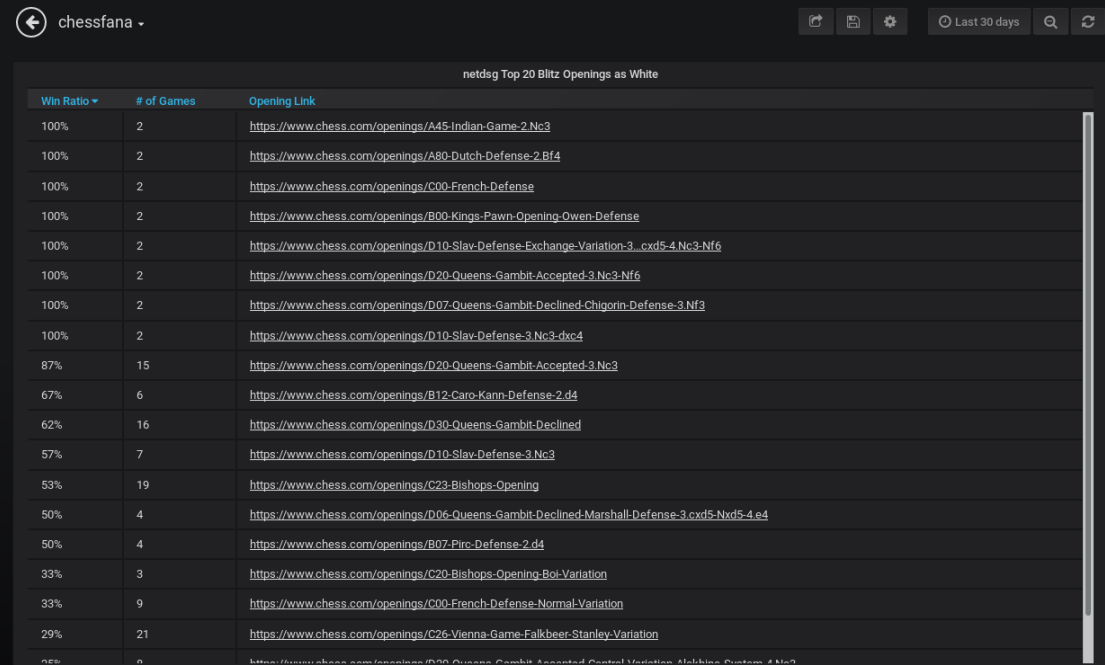 chessfana
Last 30 days
netdsg Top 20 Blitz Openings as White
Win Ratio # of Games Opening Link
100% 2 https://www.chess.com/openings/A45-Indian-Game-2.Nc3
100% 2 https://www.chess.com/openings/A80-Dutch-Defense-2.Bf4
100% 2 https://www.chess.com/openings/C00-French-Defense
100% 2 https://www.chess.com/openings/B00-Kings-Pawn-Opening-Owen-Defense
100% 2 https://www.chess.com/openings/D10-Slav-Defense-Exchange-Variation-3...cxd5-4.Nc3-Nf6
100% 2 https://www.chess.com/openings/D20-Queens-Gambit-Accepted-3.Nc3-Nf6
100% 2 https://www.chess.com/openings/D07-Queens-Gambit-Declined-Chigorin-Defense-3.Nf3
100% 2 https://www.chess.com/openings/D10-Slav-Defense-3.Nc3-dxc4
87% 15 https://www.chess.com/openings/D20-Queens-Gambit-Accepted-3.Nc3
67% 6 https://www.chess.com/openings/B12-Caro-Kann-Defense-2.d4
62% 16 https://www.chess.com/openings/D30-Queens-Gambit-Declined
57% 7 https://www.chess.com/openings/D10-Slav-Defense-3.Nc3
53% 19 https://www.chess.com/openings/C23-Bishops-Opening
50% 4 https://www.chess.com/openings/D06-Queens-Gambit-Declined-Marshall-Defense-3.cxd5-Nxd5-4.e4
50% 4 https://www.chess.com/openings/B07-Pirc-Defense-2.d4
33% 3 https://www.chess.com/openings/C20-Bishops-Opening-Boi-Variation
33% 9 https://www.chess.com/openings/C00-French-Defense-Normal-Variation
29% 21 https://www.chess.com/openings/C26-Vienna-Game-Falkbeer-Stanley-Variation